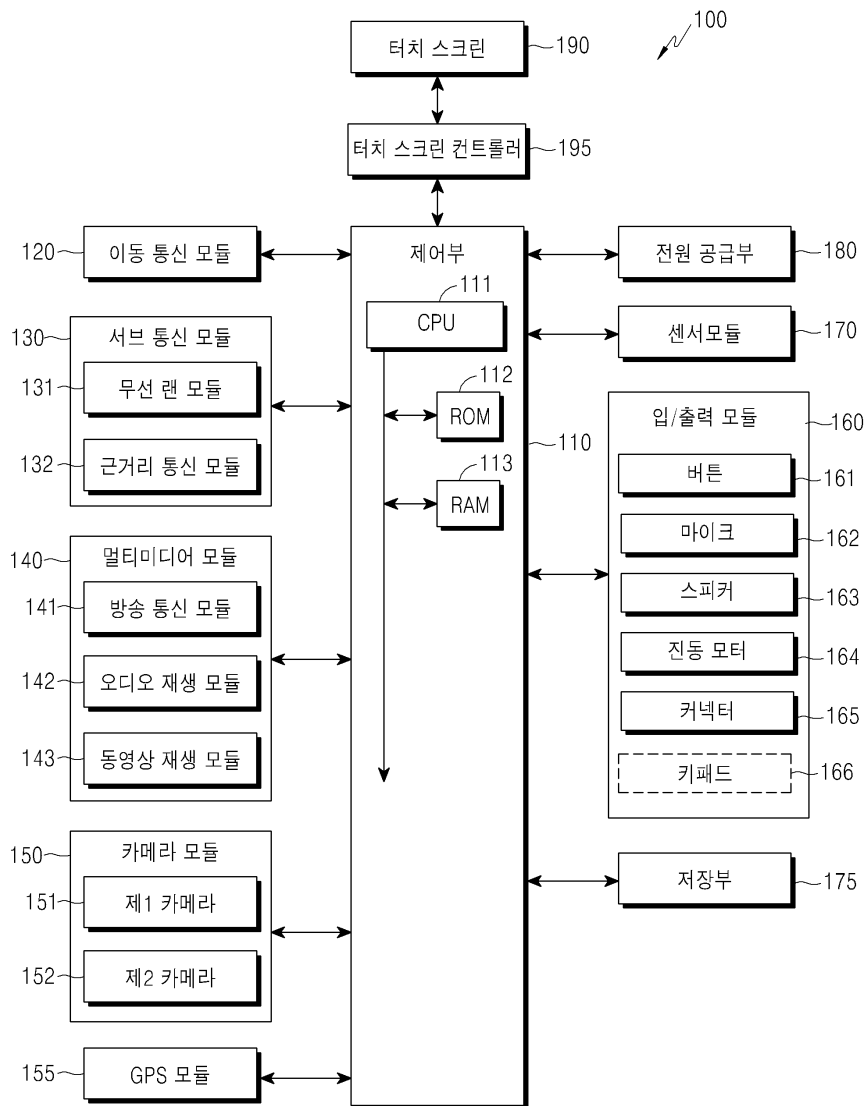 100
터치 스크린
190
터치 스크린 컨트롤러
195
120
이동 통신 모듈
제어부
전원 공급부
180
111
CPU
130
서브 통신 모듈
센서모듈
170
131
무선 랜 모듈
112
ROM
110
132
근거리 통신 모듈
113
RAM
입/출력 모듈
160
버튼
161
마이크
162
스피커
163
진동 모터
164
커넥터
165
키패드
166
140
멀티미디어 모듈
141
방송 통신 모듈
142
오디오 재생 모듈
143
동영상 재생 모듈
150
카메라 모듈
151
제1 카메라
152
제2 카메라
저장부
175
155
GPS 모듈